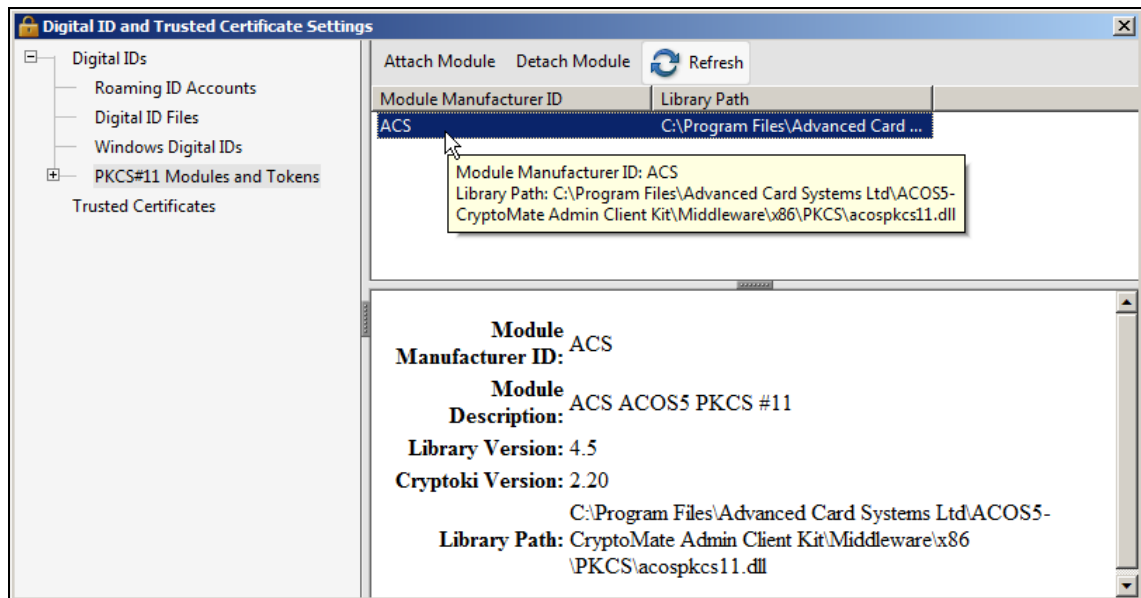 Digital ID and Trusted Certificate Settings
Digital IDs
Roaming ID Accounts
Digital ID Files
Windows Digital IDs
PKCS#11 Modules and Tokens
Trusted Certificates
Attach Module Detach Module Refresh
Module Manufacturer ID Library Path
ACS C:\Program Files\Advanced Card ...
Module Manufacturer ID: ACS
Library Path: C:\Program Files\Advanced Card Systems Ltd\ACOS5-
CryptoMate Admin Client Kit\Middleware\x86\PKCS\acospkcs11.dll
Module
Manufacturer ID: ACS
Module
Description: ACS ACOS5 PKCS #11
Library Version: 4.5
Cryptoki Version: 2.20
C:\Program Files\Advanced Card Systems Ltd\ACOS5-
Library Path: CryptoMate Admin Client Kit\Middleware\x86
\PKCS\acospkcs11.dll